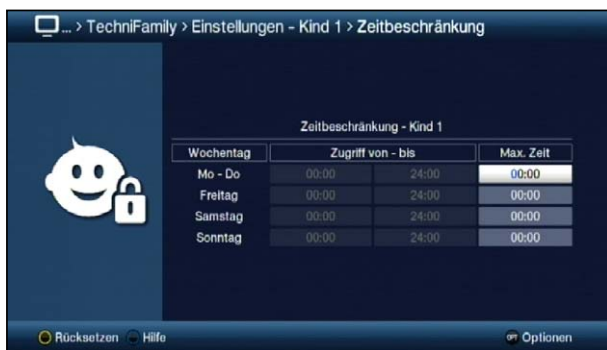 ... > TechniFamily > Einstellungen - Kind 1 > Zeitbeschränkung
Zeitbeschränkung - Kind 1
Wochentag Zugriff von - bis Max. Zeit
Mo - Do 00:00 24:00 00:00
Freitag 00:00 24:00 00:00
Samstag 00:00 24:00 00:00
Sonntag 00:00 24:00 00:00
Rücksetzen Hilfe OPT Optionen